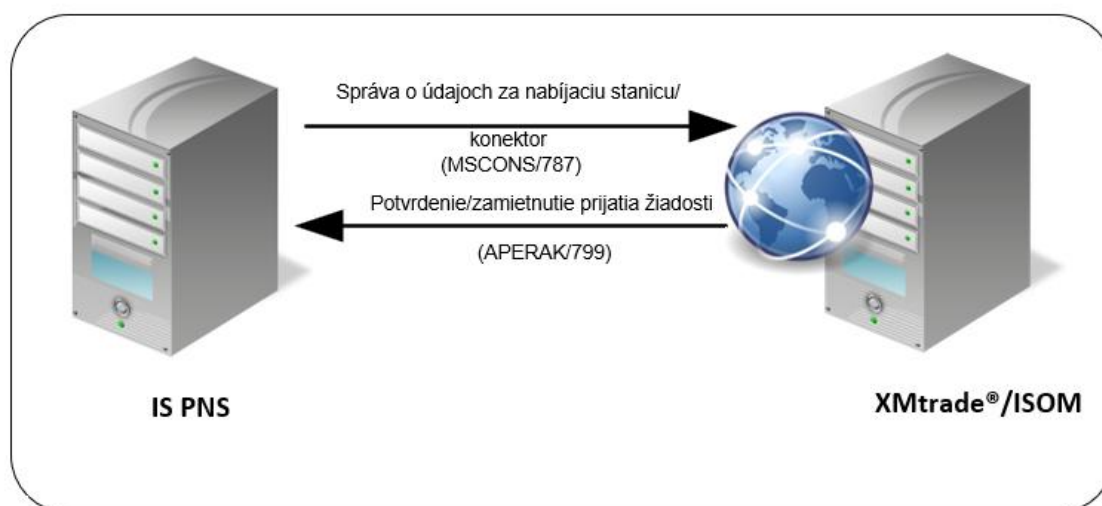 Správa o údajoch za nabíjaciu stanicu/
konektor
(MSCONS/787)
Potvrdenie/zamietnutie prijatia žiadosti
(APERAK/799)
IS PNS
XMtrade®/ISOM